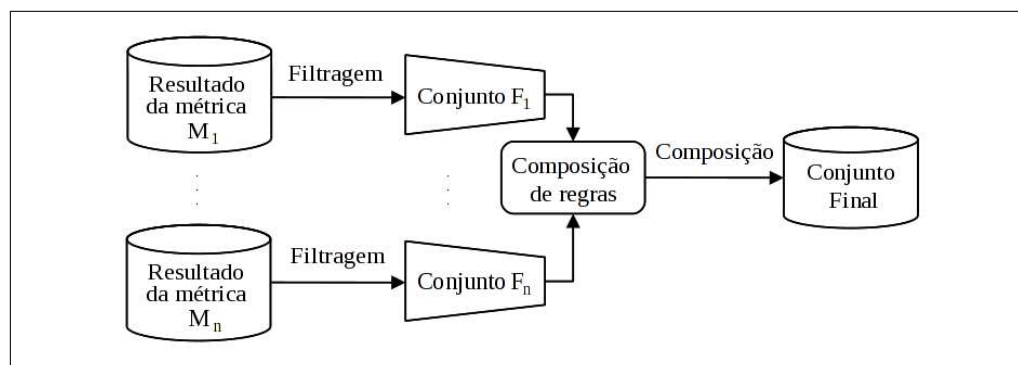 Resultado
da métrica
M1
Filtragem
Conjunto F1
Composição
de regras
Composição
Conjunto
Final
Resultado
da métrica
Mn
Filtragem
Conjunto Fn